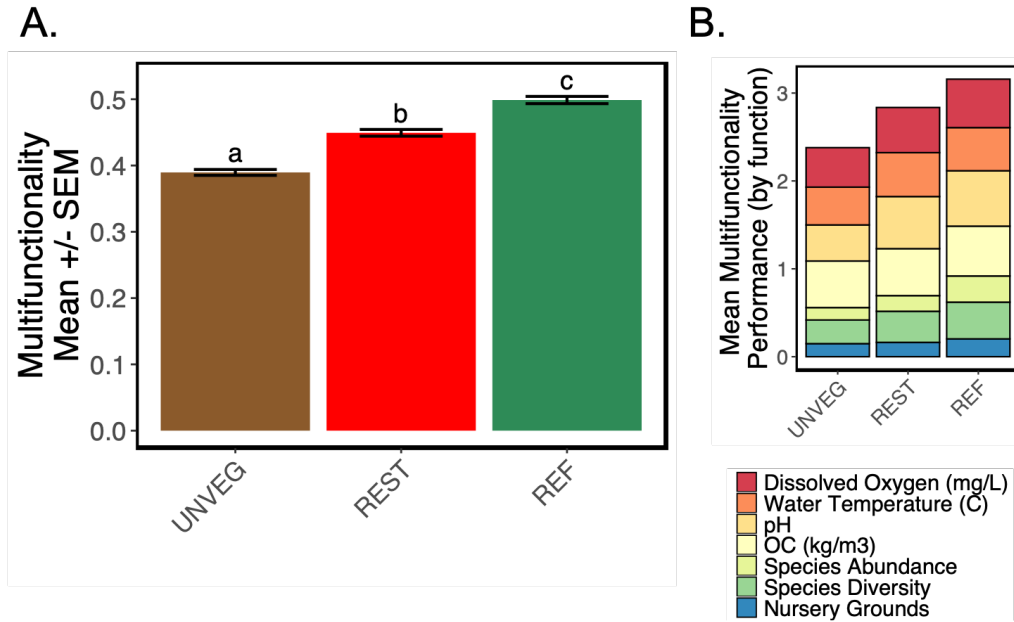 A.
Multifunctionality
Mean +/- SEM
0.5
0.4
0.3
0.2
0.1
0.0
a
b
c
UNVEG
REST
REF
B.
Mean Multifunctionality
Performance (by function)
3
2
1
0
UNVEG
REST
REF
Dissolved Oxygen (mg/L)
Water Temperature (C)
pH
OC (kg/m3)
Species Abundance
Species Diversity
Nursery Grounds